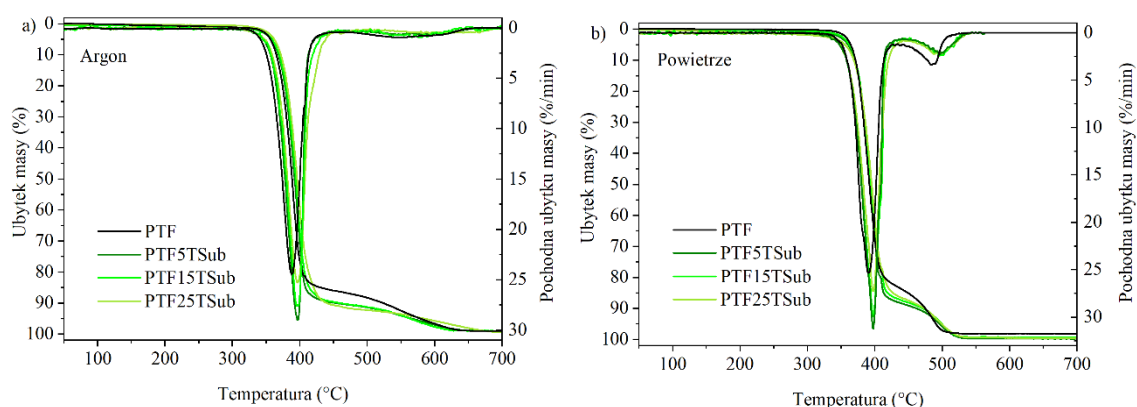 a)
Argon
Ubytek masy (%)
0
10
20
30
40
50
60
70
80
90
100
PTF
PTF5TSub
PTF15TSub
PTF25TSub
100
200
300
400
500
600
700
Temperatura (°C)
0
5
10
15
20
25
30
Pochodna ubytku masy (%/min)
b)
Powietrze
Ubytek masy (%)
0
10
20
30
40
50
60
70
80
90
100
PTF
PTF5TSub
PTF15TSub
PTF25TSub
100
200
300
400
500
600
700
Temperatura (°C)
0
5
10
15
20
25
30
Pochodna ubytku masy (%/min)